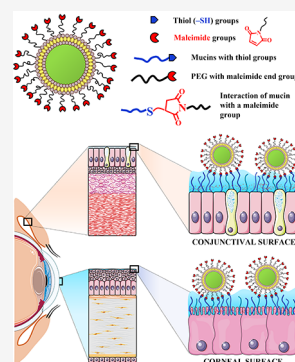 Thiol (–SH) groups
Maleimide groups
Mucins with thiol groups
PEG with maleimide end group
Interaction of mucin
with a maleimide
group
S
O
N
O
CONJUNCTIVAL SURFACE
CORNEAL SURFACE